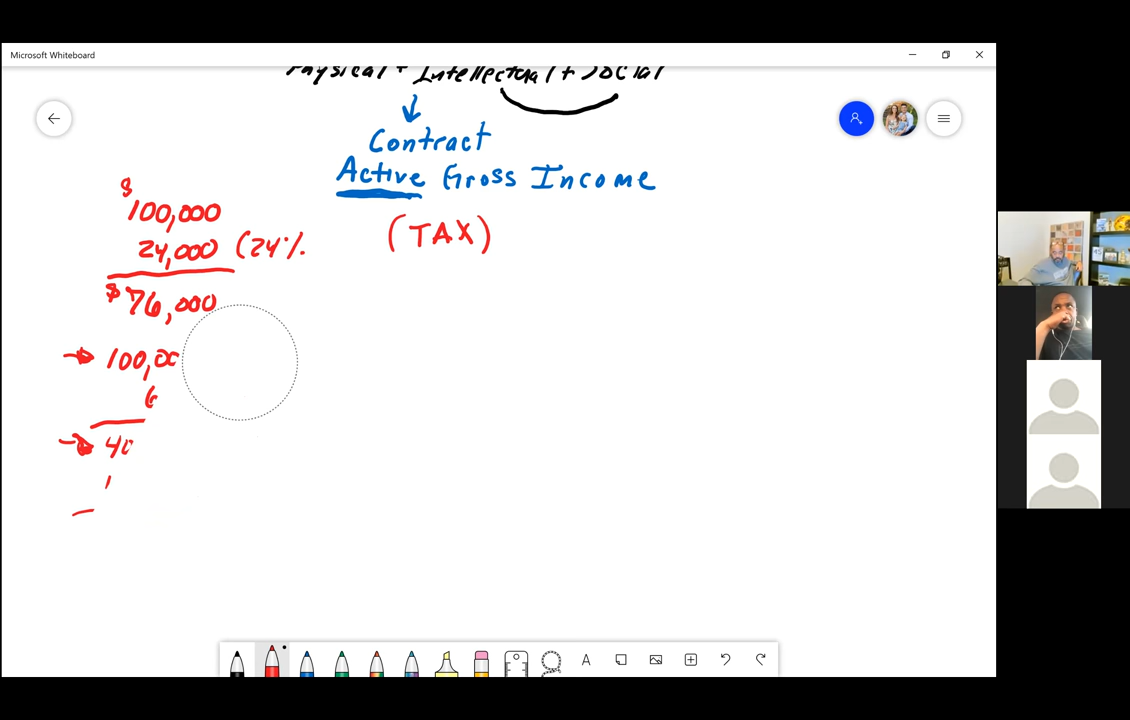 Microsoft Whiteboard
Physical + Intellectual + Social
Contract
Active Gross Income
(TAX)
$
100,000
24,000 (24%
$76,000
100,00
6
40
1
A